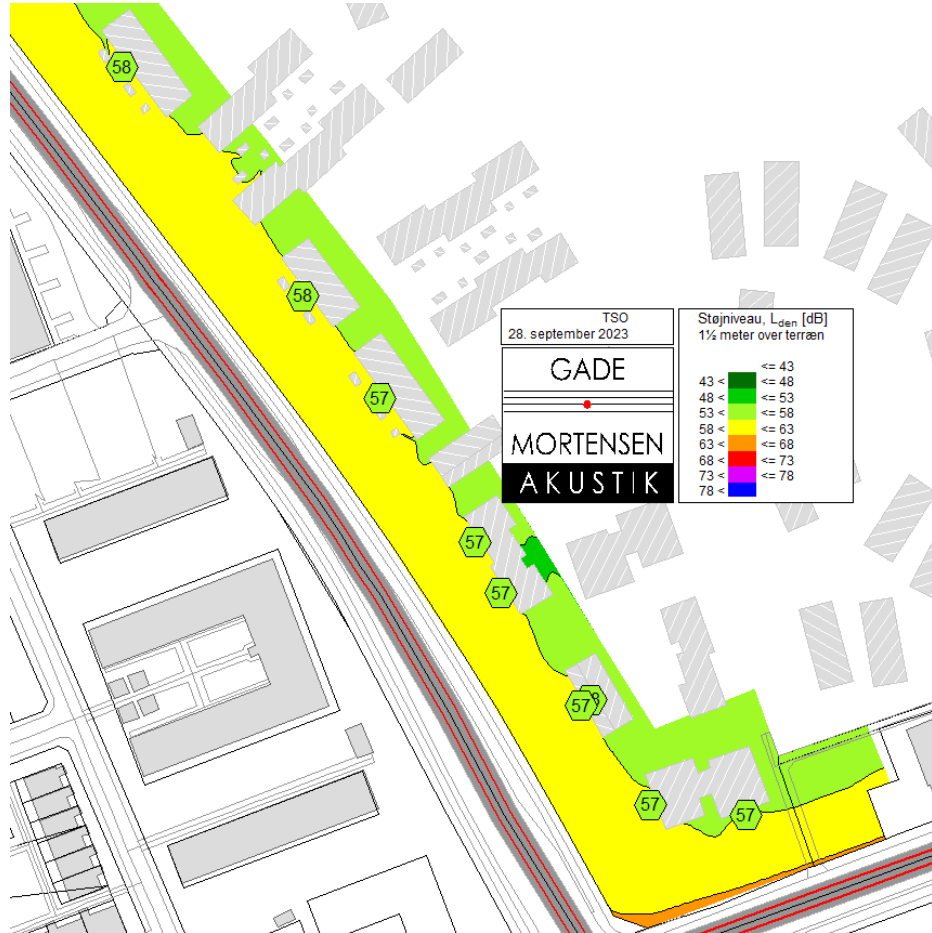 58
58
TSO
28. september 2023
GADE
MORTENSEN
AKUSTIK
Støjniveau, Lden [dB]
1½ meter over terræn
<= 43
43 < <= 48
48 < <= 53
53 < <= 58
58 < <= 63
63 < <= 68
68 < <= 73
73 < <= 78
78 <
57
57
57
57
57
57